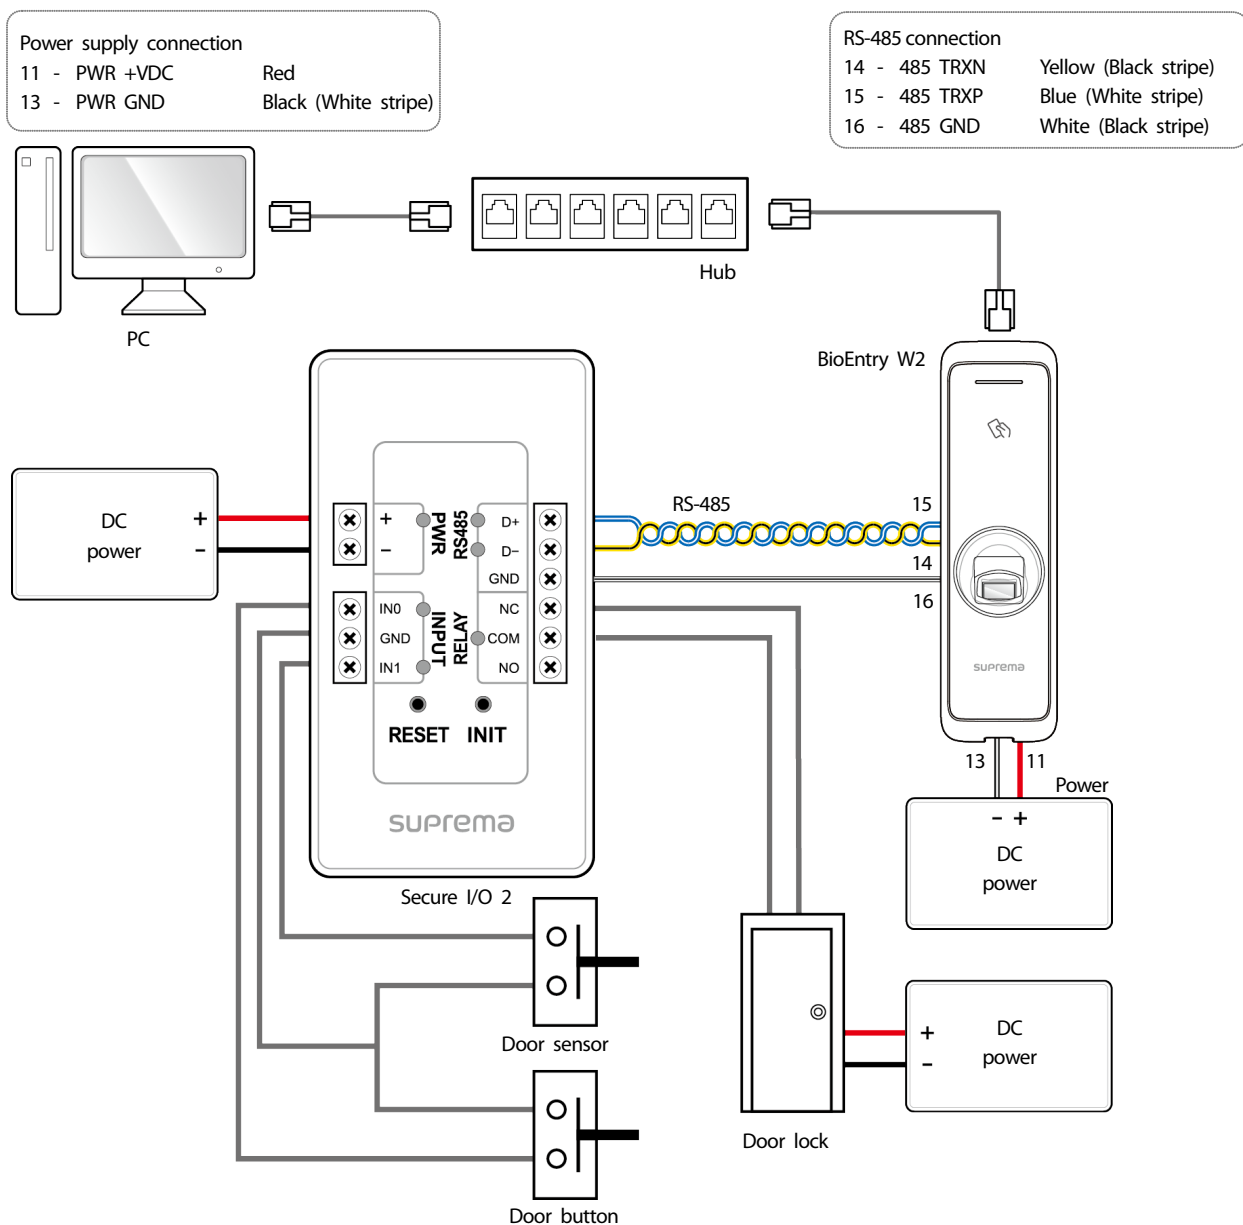 Power supply connection
11 - PWR +VDC Red
13 - PWR GND Black (White stripe)
RS-485 connection
14 - 485 TRXN Yellow (Black stripe)
15 - 485 TRXP Blue (White stripe)
16 - 485 GND White (Black stripe)
Hub
PC
BioEntry W2
DC
power
+
-
+
-
PWR
RS485
D+
D-
GND
RS-485
15
14
16
IN0
GND
IN1
INPUT
RELAY
NC
COM
NO
RESET INIT
suprema
Secure I/O 2
suprema
13
11
Power
- +
DC
power
Door sensor
Door button
Door lock
+
-
DC
power